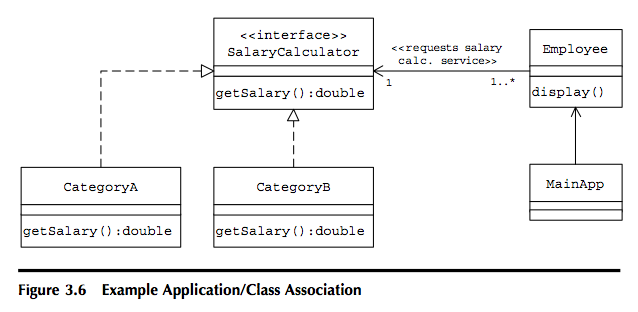 <<interface>>
SalaryCalculator
getSalary():double
<<requests salary
calc. service>>
1
1..*
Employee
display()
CategoryA
getSalary():double
CategoryB
getSalary():double
MainApp
Figure 3.6 Example Application/Class Association